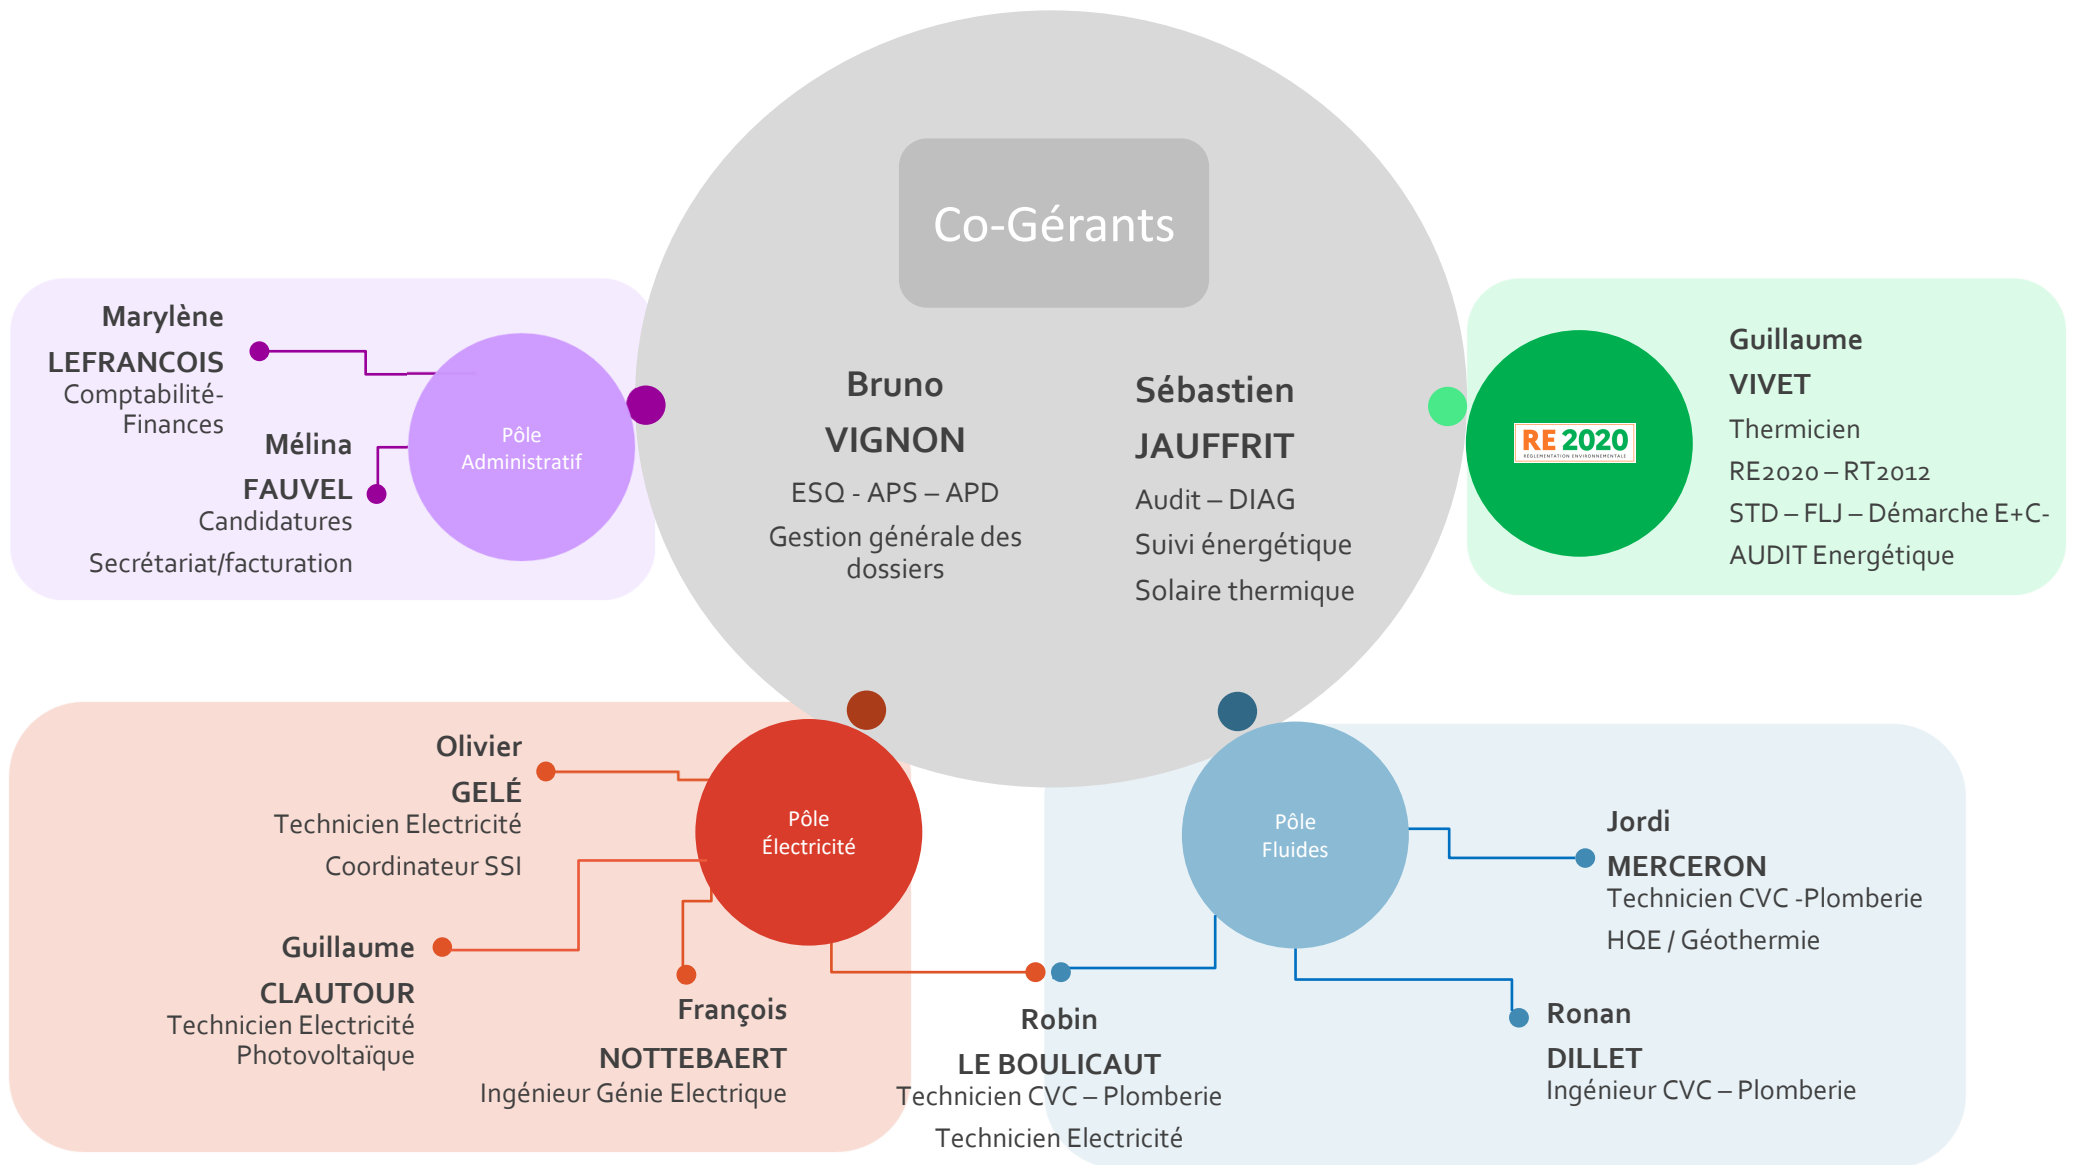 Co-Gérants
Bruno
VIGNON
ESQ - APS – APD
Gestion générale des
dossiers
Sébastien
JAUFFRIT
Audit – DIAG
Suivi énergétique
Solaire thermique
Marylène
LEFRANCOIS
Comptabilité-
Finances
Mélina
FAUVEL
Candidatures
Secrétariat/facturation
Pôle
Administratif
RE 2020
RÉGLEMENTATION ENVIRONNEMENTALE
Guillaume
VIVET
Thermicien
RE2020 – RT2012
STD – FLJ – Démarche E+C-
AUDIT Energétique
Olivier
GELÉ
Technicien Electricité
Coordinateur SSI
Pôle
Électricité
Guillaume
CLAUTOUR
Technicien Electricité
Photovoltaïque
François
NOTTEBAERT
Ingénieur Génie Electrique
Robin
LE BOULICAUT
Technicien CVC – Plomberie
Technicien Electricité
Pôle
Fluides
Jordi
MERCERON
Technicien CVC -Plomberie
HQE / Géothermie
Ronan
DILLET
Ingénieur CVC – Plomberie